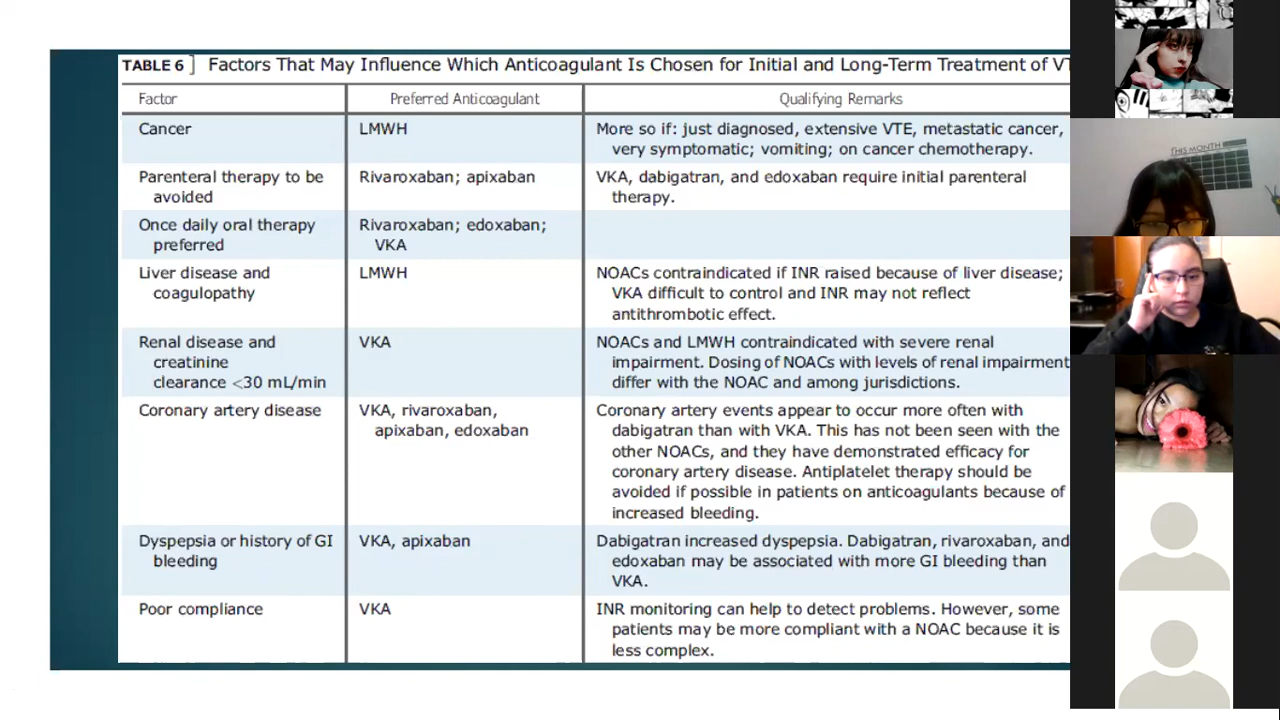 TABLE 6 ] Factors That May Influence Which Anticoagulant Is Chosen for Initial and Long-Term Treatment of VT
Factor
Preferred Anticoagulant
Qualifying Remarks
Cancer
LMWH
More so if: just diagnosed, extensive VTE, metastatic cancer,
very symptomatic; vomiting; on cancer chemotherapy.
Parenteral therapy to be
avoided
Rivaroxaban; apixaban
VKA, dabigatran, and edoxaban require initial parenteral
therapy.
Once daily oral therapy
preferred
Rivaroxaban; edoxaban;
VKA
Liver disease and
coagulopathy
LMWH
NOACs contraindicated if INR raised because of liver disease;
VKA difficult to control and INR may not reflect
antithrombotic effect.
Renal disease and
creatinine
clearance <30 mL/min
VKA
NOACs and LMWH contraindicated with severe renal
impairment. Dosing of NOACs with levels of renal impairment
differ with the NOAC and among jurisdictions.
Coronary artery disease
VKA, rivaroxaban,
apixaban, edoxaban
Coronary artery events appear to occur more often with
dabigatran than with VKA. This has not been seen with the
other NOACs, and they have demonstrated efficacy for
coronary artery disease. Antiplatelet therapy should be
avoided if possible in patients on anticoagulants because of
increased bleeding.
Dyspepsia or history of GI
bleeding
VKA, apixaban
Dabigatran increased dyspepsia. Dabigatran, rivaroxaban, and
edoxaban may be associated with more GI bleeding than
VKA.
Poor compliance
VKA
INR monitoring can help to detect problems. However, some
patients may be more compliant with a NOAC because it is
less complex.
THIS MONTH